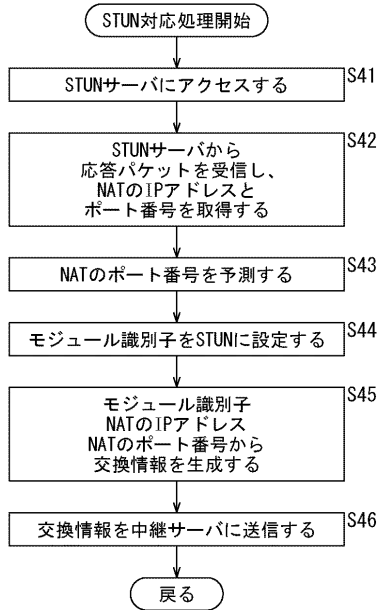 STUN対応処理開始
STUNサーバにアクセスする
S41
STUNサーバから
応答パケットを受信し、
NATのIPアドレスと
ポート番号を取得する
S42
NATのポート番号を予測する
S43
モジュール識別子をSTUNに設定する
S44
モジュール識別子
NATのIPアドレス
NATのポート番号から
交換情報を生成する
S45
交換情報を中継サーバに送信する
S46
戻る